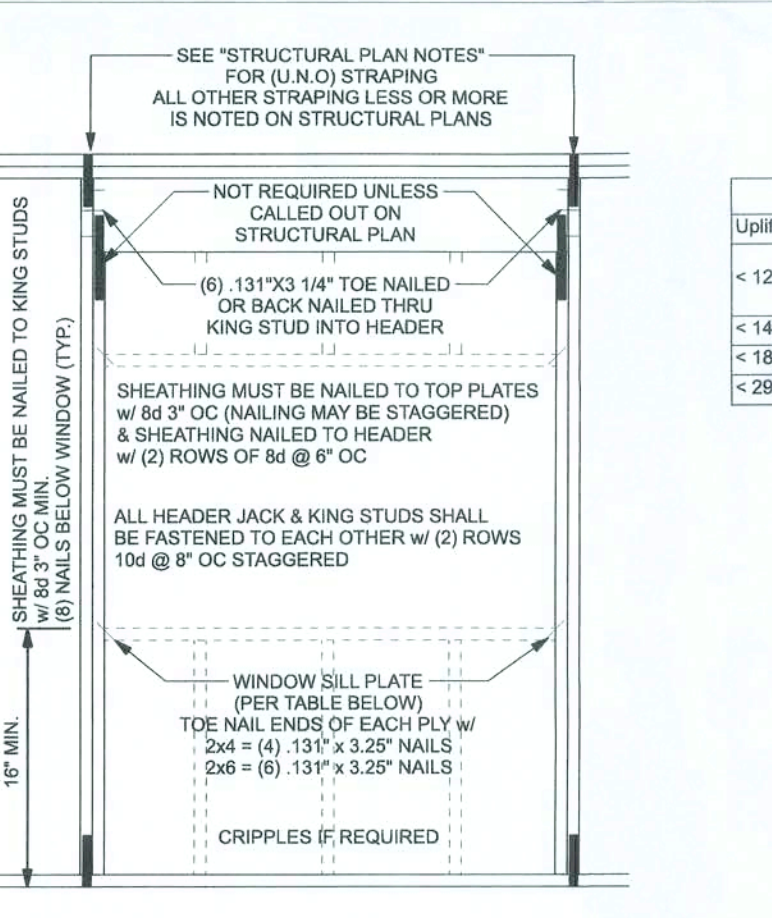 SEE "STRUCTURAL PLAN NOTES"
FOR (U.N.O) STRAPING
ALL OTHER STRAPING LESS OR MORE
IS NOTED ON STRUCTURAL PLANS
NOT REQUIRED UNLESS
CALLED OUT ON
STRUCTURAL PLAN
(6) .131"X3 1/4" TOE NAILED
OR BACK NAILED THRU
KING STUD INTO HEADER
SHEATHING MUST BE NAILED TO TOP PLATES
w/ 8d 3" OC (NAILING MAY BE STAGGERED)
& SHEATHING NAILED TO HEADER
w/ (2) ROWS OF 8d @ 6" OC
ALL HEADER JACK & KING STUDS SHALL
BE FASTENED TO EACH OTHER w/ (2) ROWS
10d @ 8" OC STAGGERED
SHEATHING MUST BE NAILED TO KING STUDS
w/ 8d 3" OC MIN.
(8) NAILS BELOW WINDOW (TYP.)
16" MIN.
WINDOW SILL PLATE
(PER TABLE BELOW)
TOE NAIL ENDS OF EACH PLY w/
2x4 = (4) .131" x 3.25" NAILS
2x6 = (6) .131" x 3.25" NAILS
CRIPPLES IF REQUIRED
< 12
< 14
< 18
< 29